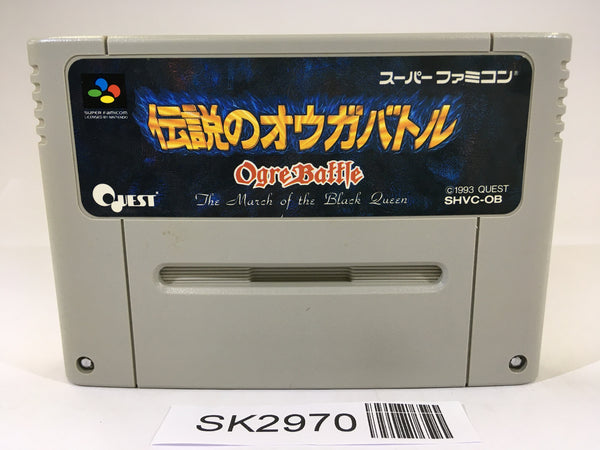 スーパーファミコン®
SUPER FAMICOM
LICENSED BY NINTENDO
伝説のオウガバトル
Ogre Battle
The March of the Black Queen
QUEST
©1993 QUEST
SHVC-OB
SK2970